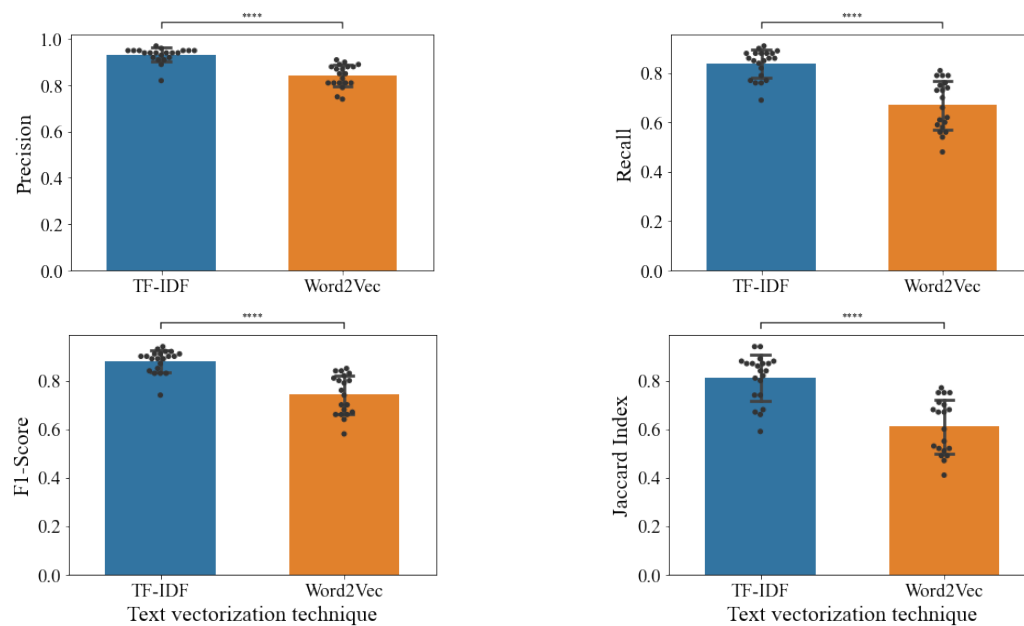 ****
1.0
0.8
0.6
0.4
0.2
0.0
Precision
TF-IDF
Word2Vec
****
0.8
0.6
0.4
0.2
0.0
Recall
TF-IDF
Word2Vec
****
0.8
0.6
0.4
0.2
0.0
F1-Score
TF-IDF
Word2Vec
Text vectorization technique
****
0.8
0.6
0.4
0.2
0.0
Jaccard Index
TF-IDF
Word2Vec
Text vectorization technique